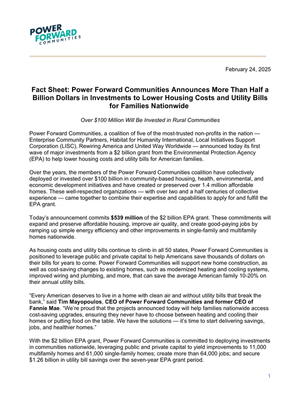 POWER
FORWARD
COMMUNITIES
February 24, 2025
Fact Sheet: Power Forward Communities Announces More Than Half a
Billion Dollars in Investments to Lower Housing Costs and Utility Bills
for Families Nationwide
Over $100 Million Will Be Invested in Rural Communities
Power Forward Communities, a coalition of five of the most-trusted non-profits in the nation —
Enterprise Community Partners, Habitat for Humanity International, Local Initiatives Support
Corporation (LISC), Rewiring America and United Way Worldwide — announced today its first
wave of major investments from a $2 billion grant from the Environmental Protection Agency
(EPA) to help lower housing costs and utility bills for American families.
Over the years, the members of the Power Forward Communities coalition have collectively
deployed or invested over $100 billion in community-based housing, health, environmental, and
economic development initiatives and have created or preserved over 1.4 million affordable
homes. These well-respected organizations — with over two and a half centuries of collective
experience — came together to combine their expertise and capabilities to apply for and fulfill the
EPA grant.
Today's announcement commits $539 million of the $2 billion EPA grant. These commitments will
expand and preserve affordable housing, improve air quality, and create good-paying jobs by
ramping up simple energy efficiency and other improvements in single-family and multifamily
homes nationwide.
As housing costs and utility bills continue to climb in all 50 states, Power Forward Communities is
positioned to leverage public and private capital to help Americans save thousands of dollars on
their bills for years to come. Power Forward Communities will support new home construction, as
well as cost-saving changes to existing homes, such as modernized heating and cooling systems,
improved wiring and plumbing, and more, that can save the average American family 10-20% on
their annual utility bills.
"Every American deserves to live in a home with clean air and without utility bills that break the
bank," said Tim Mayopoulos, CEO of Power Forward Communities and former CEO of
Fannie Mae. "We're proud that the projects announced today will help families nationwide access
cost-saving upgrades, ensuring they never have to choose between heating and cooling their
homes or putting food on the table. We have the solutions — it's time to start delivering savings,
jobs, and healthier homes."
With the $2 billion EPA grant, Power Forward Communities is committed to deploying investments
in communities nationwide, leveraging public and private capital to yield improvements to 11,000
multifamily homes and 61,000 single-family homes; create more than 64,000 jobs; and secure
$1.26 billion in utility bill savings over the seven-year EPA grant period.
1